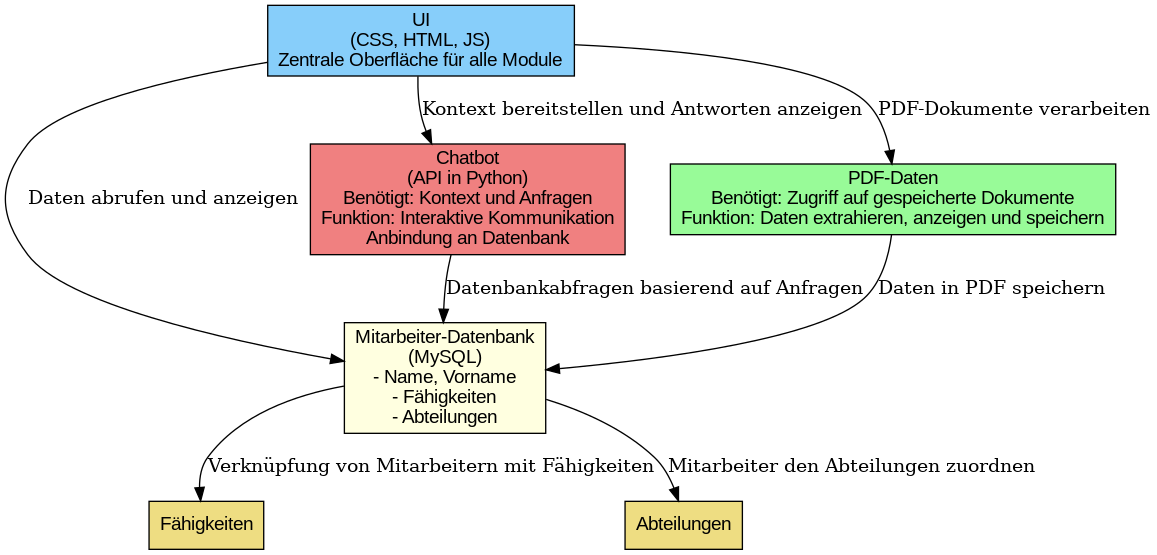 UI
(CSS, HTML, JS)
Zentrale Oberfläche für alle Module
Kontext bereitstellen und Antworten anzeigen
PDF-Dokumente verarbeiten
Daten abrufen und anzeigen
Chatbot
(API in Python)
Benötigt: Kontext und Anfragen
Funktion: Interaktive Kommunikation
Anbindung an Datenbank
PDF-Daten
Benötigt: Zugriff auf gespeicherte Dokumente
Funktion: Daten extrahieren, anzeigen und speichern
Datenbankabfragen basierend auf Anfragen
Daten in PDF speichern
Mitarbeiter-Datenbank
(MySQL)
- Name, Vorname
- Fähigkeiten
- Abteilungen
Verknüpfung von Mitarbeitern mit Fähigkeiten
Mitarbeiter den Abteilungen zuordnen
Fähigkeiten
Abteilungen